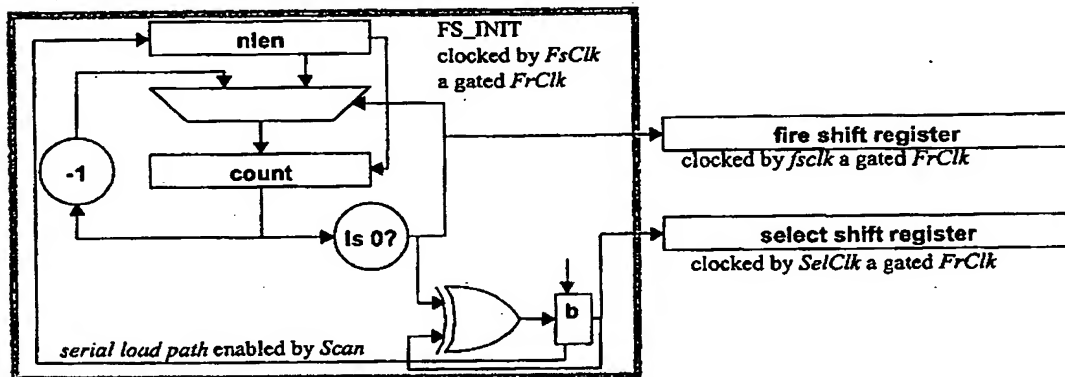 nlen
FS_INIT
clocked by FsClk
a gated FrClk
fire shift register
clocked by fsclk a gated FrClk
-1
count
Is 0?
select shift register
clocked by SelClk a gated FrClk
b
serial load path enabled by Scan